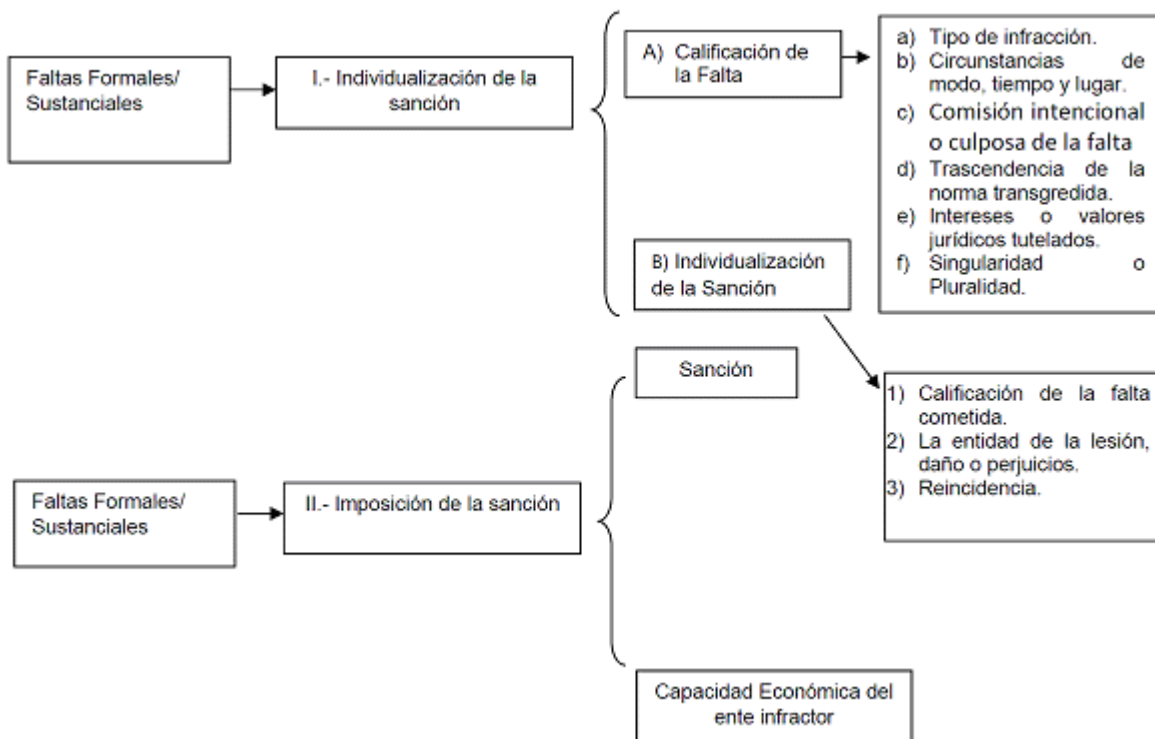 Faltas Formales/
Sustanciales
I.- Individualización de la
sanción
A) Calificación de
la Falta
a) Tipo de infracción.
b) Circunstancias de
modo, tiempo y lugar.
c) Comisión intencional
o culposa de la falta
d) Trascendencia de la
norma transgredida.
e) Intereses o valores
jurídicos tutelados.
f) Singularidad o
Pluralidad.
B) Individualización
de la Sanción
1) Calificación de la falta
cometida.
2) La entidad de la lesión,
daño o perjuicios.
3) Reincidencia.
Faltas Formales/
Sustanciales
II.- Imposición de la sanción
Sanción
Capacidad Económica del
ente infractor